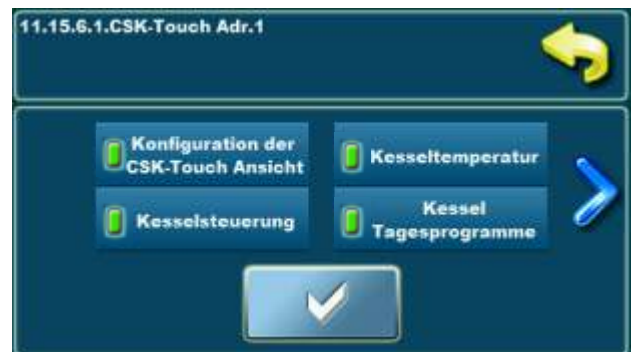 11.15.6.1.CSK-Touch Adr.1
Konfiguration der
CSK-Touch Ansicht
Kesseltemperatur
Kesselsteuerung
Kessel
Tagesprogramme